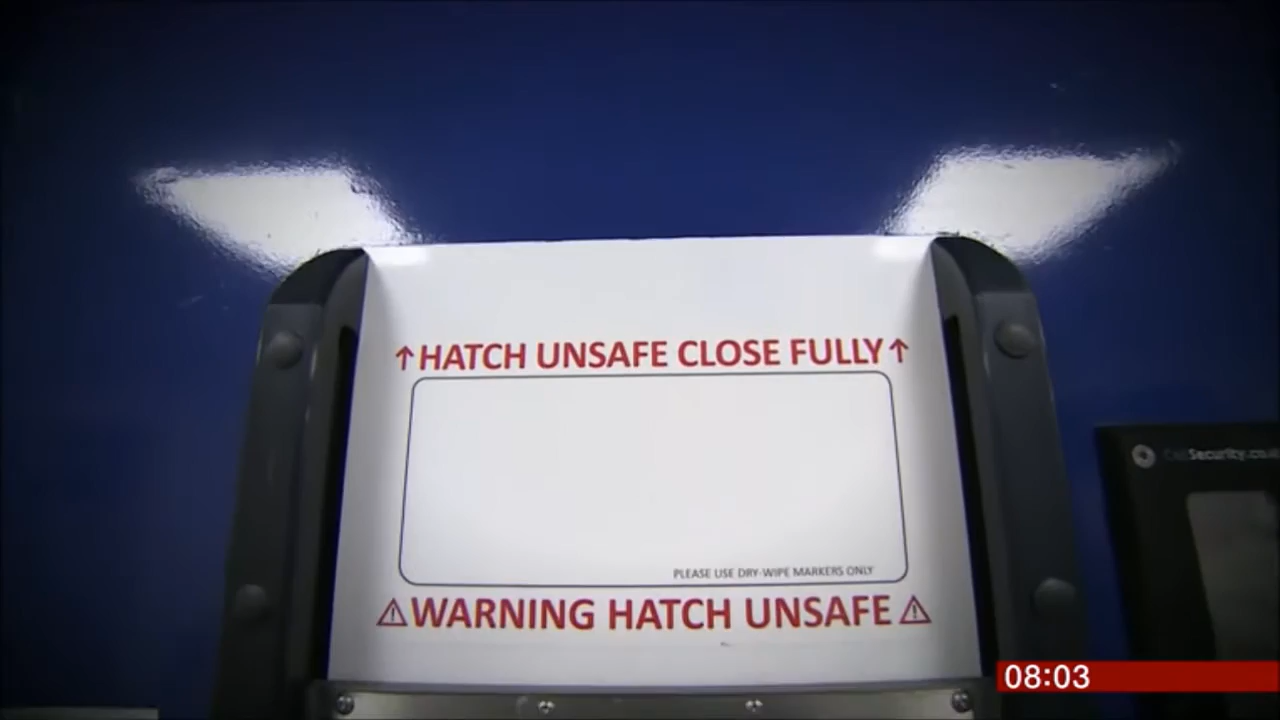 ↑HATCH UNSAFE CLOSE FULLY↑
PLEASE USE DRY-WIPE MARKERS ONLY
⚠WARNING HATCH UNSAFE⚠
08:03